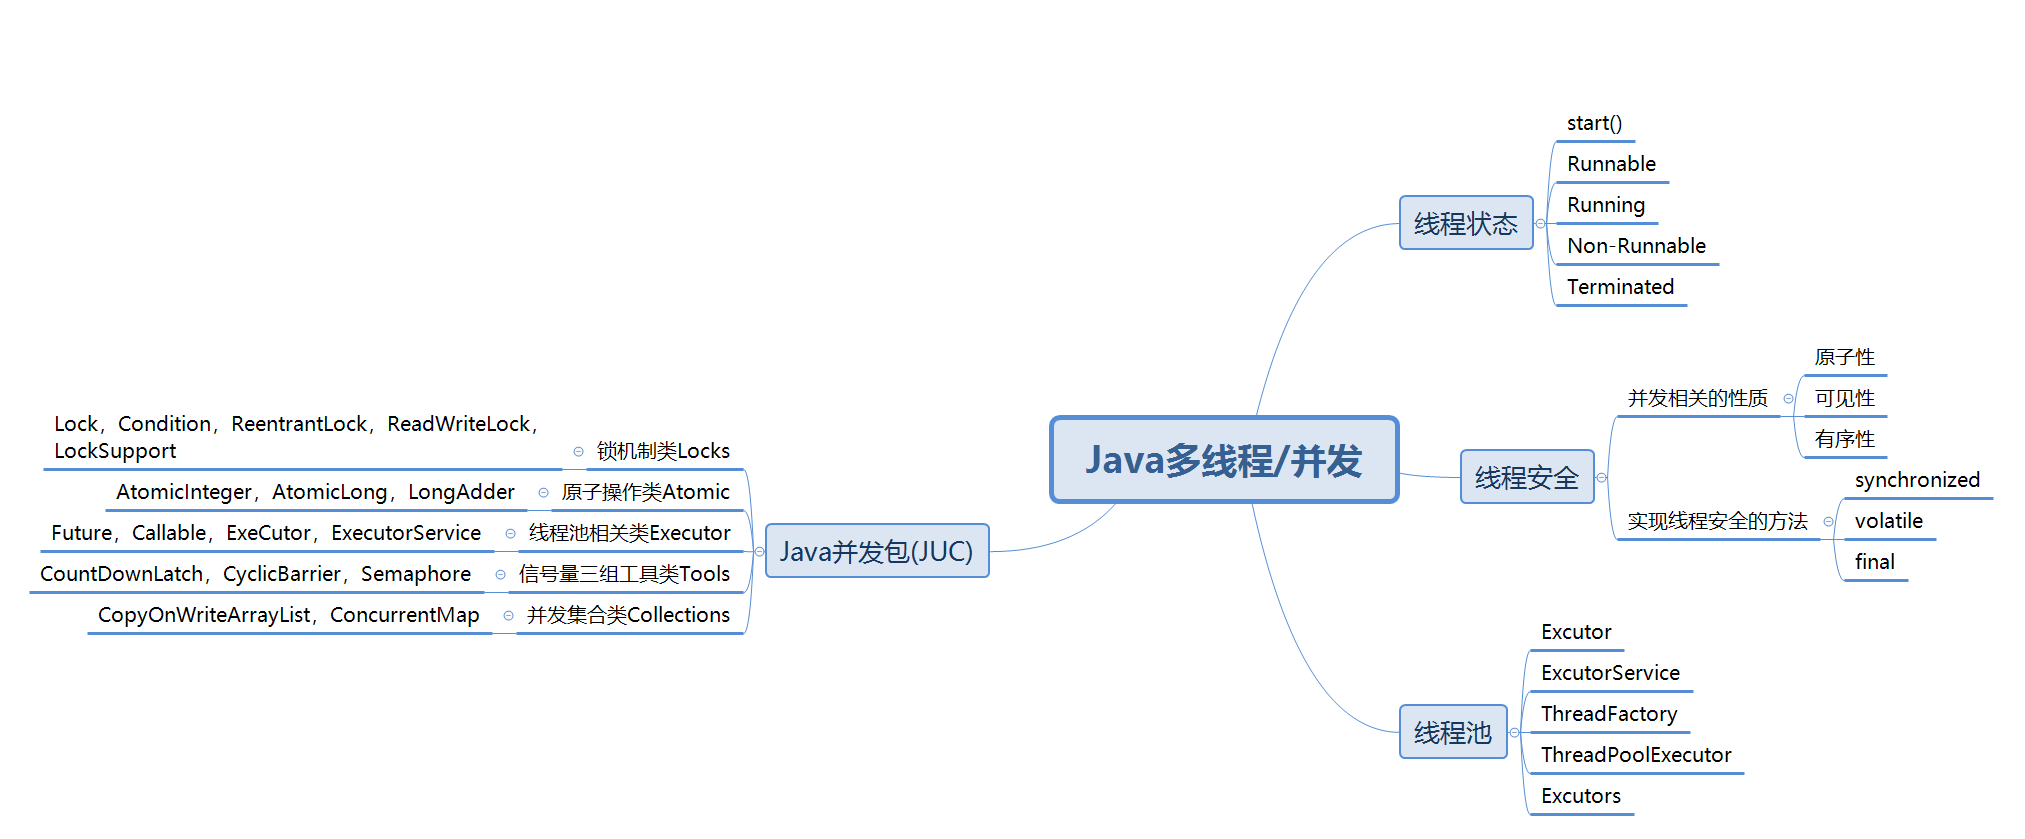 Java多线程/并发
线程状态
start()
Runnable
Running
Non-Runnable
Terminated
线程安全
并发相关的性质
原子性
可见性
有序性
实现线程安全的方法
synchronized
volatile
final
线程池
Excutor
ExcutorService
ThreadFactory
ThreadPoolExecutor
Excutors
Java并发包(JUC)
锁机制类Locks
Lock，Condition，ReentrantLock，ReadWriteLock，
LockSupport
原子操作类Atomic
AtomicInteger，AtomicLong，LongAdder
线程池相关类Executor
Future，Callable，ExeCutor，ExecutorService
信号量三组工具类Tools
CountDownLatch，CyclicBarrier，Semaphore
并发集合类Collections
CopyOnWriteArrayList，ConcurrentMap